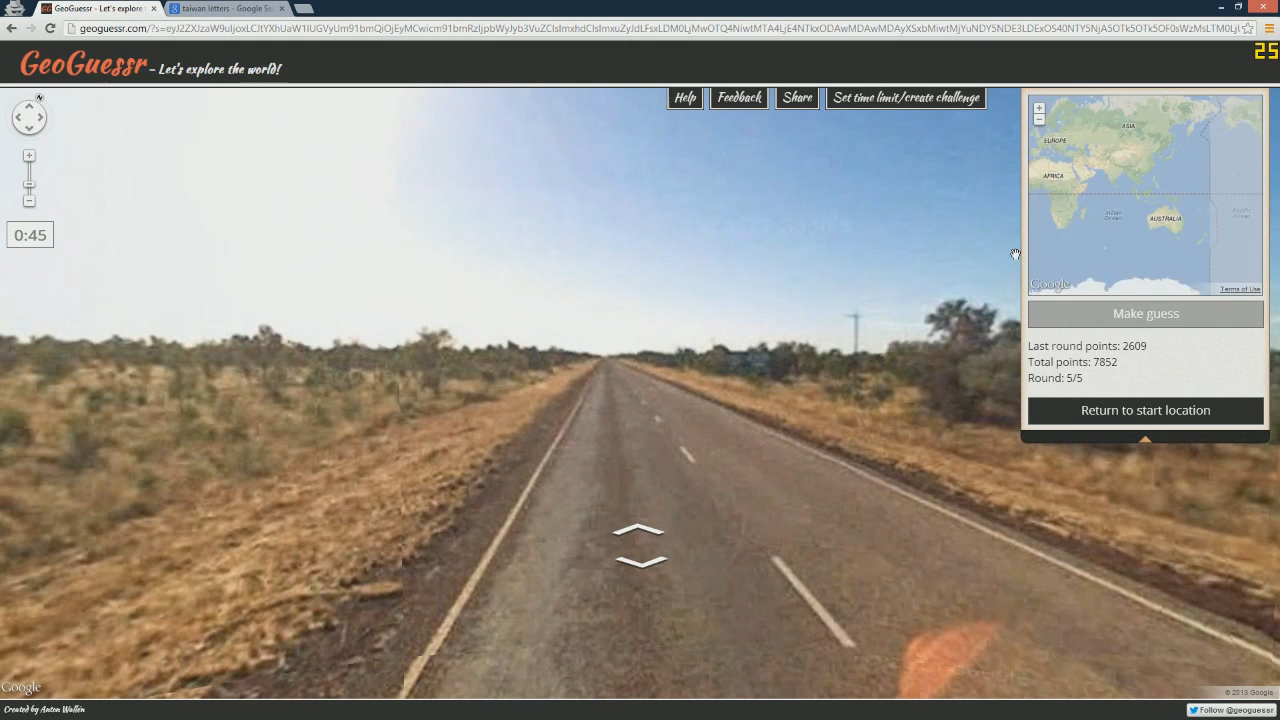 GeoGuessr - Let's explore
taiwan letters - Google Se
25
GeoGuessr - Let's explore the world!
Help
Feedback
Share
Set time limit/create challenge
0:45
EUROPE
ASIA
AFRICA
Indian Ocean
AUSTRALIA
Pacific Ocean
Google
Terms of Use
Make guess
Last round points: 2609
Total points: 7852
Round: 5/5
Return to start location
Google
© 2013 Google
Created by Anton Wallén
Follow @geoguessr